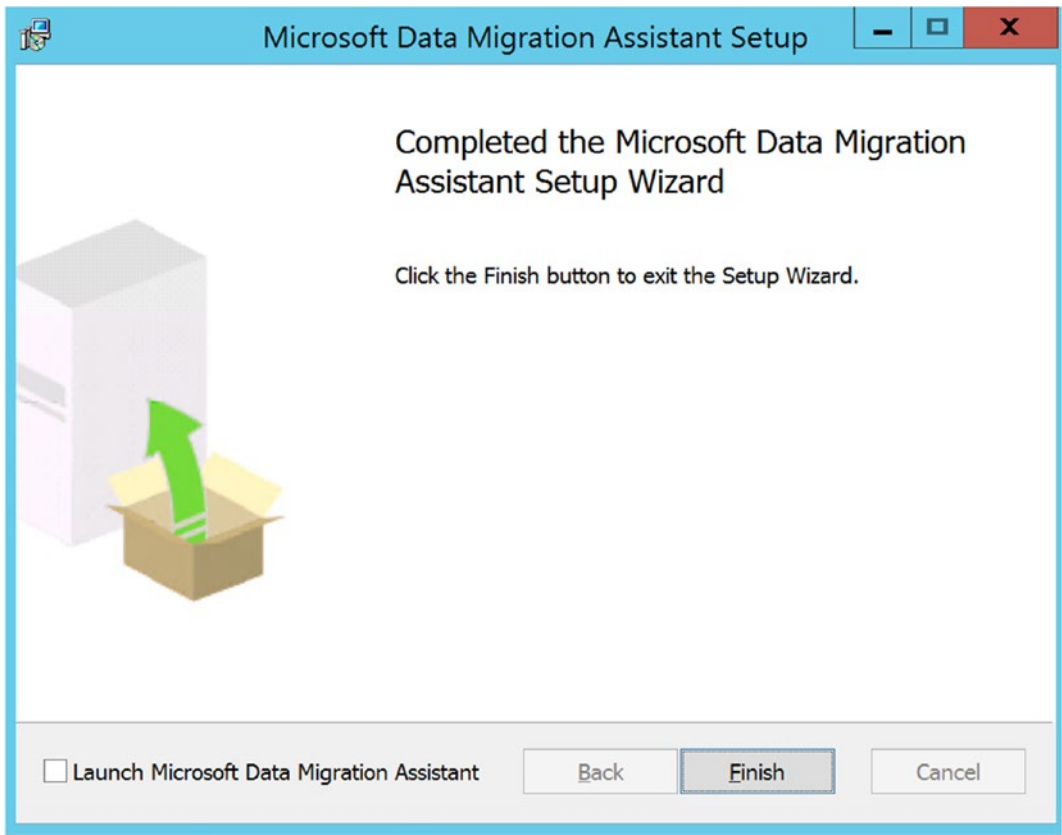 Microsoft Data Migration Assistant Setup
Completed the Microsoft Data Migration
Assistant Setup Wizard
Click the Finish button to exit the Setup Wizard.
Launch Microsoft Data Migration Assistant
Back
Finish
Cancel